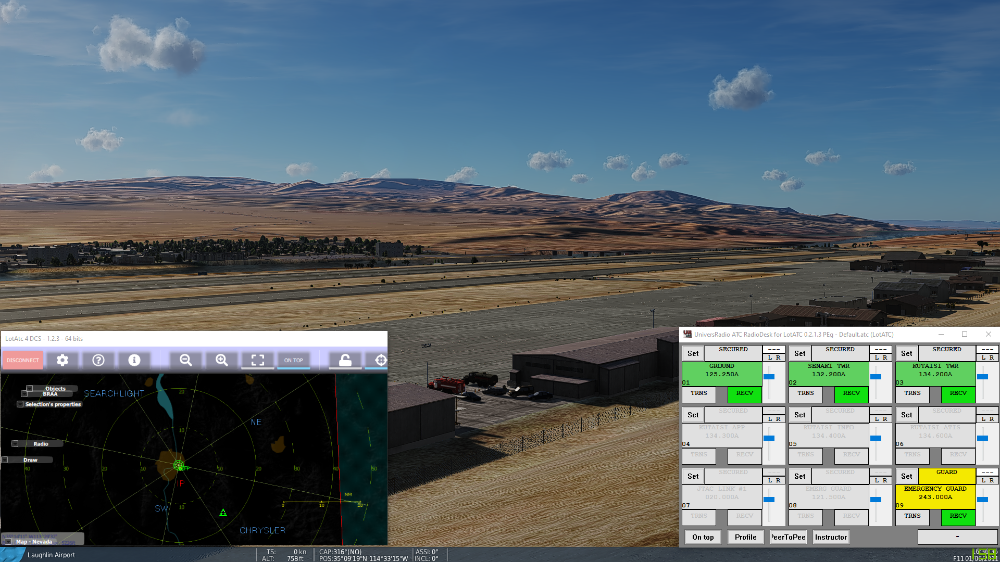 LotAtc 4 DCS - 1.2.3 - 64 bits
DISCONNECT
ON TOP
Objects
BRAA
Selection's properties
Radio
Draw
Map - Nevada
SEARCHLIGHT
NE
IP
SW
CHRYSLER
20
10
40
30
20
10
10
20
30
40
50
10
NM
0
10
20
UniversRadio ATC RadioDesk for LotATC 0.2.1.3 PEg - Default.atc (LotATC)
Set SECURED ---
L R
GROUND
125.250A
01
TRNS RECV
Set SECURED ---
L R
SENAKI TWR
132.200A
02
TRNS RECV
Set SECURED ---
L R
KUTAISI TWR
134.200A
03
TRNS RECV
Set SECURED ---
L R
KUTAISI APP
134.300A
04
TRNS RECV
Set SECURED ---
L R
KUTAISI INFO
134.400A
05
TRNS RECV
Set SECURED ---
L R
KUTAISI ATIS
134.600A
06
TRNS RECV
Set SECURED ---
L R
JTAC LINK #1
020.000A
07
TRNS RECV
Set SECURED ---
L R
EMERG GUARD
121.500A
08
TRNS RECV
Set GUARD ---
L R
EMERGENCY GUARD
243.000A
09
TRNS RECV
On top Profile PeerToPee Instructor -
Laughlin Airport
TS: 0 kn
ALT: 758 ft
CAP:316°(NO)
POS:35°09'19"N 114°33'15"W
ASSI: 0°
INCL: 0°
F11 01/06/2011